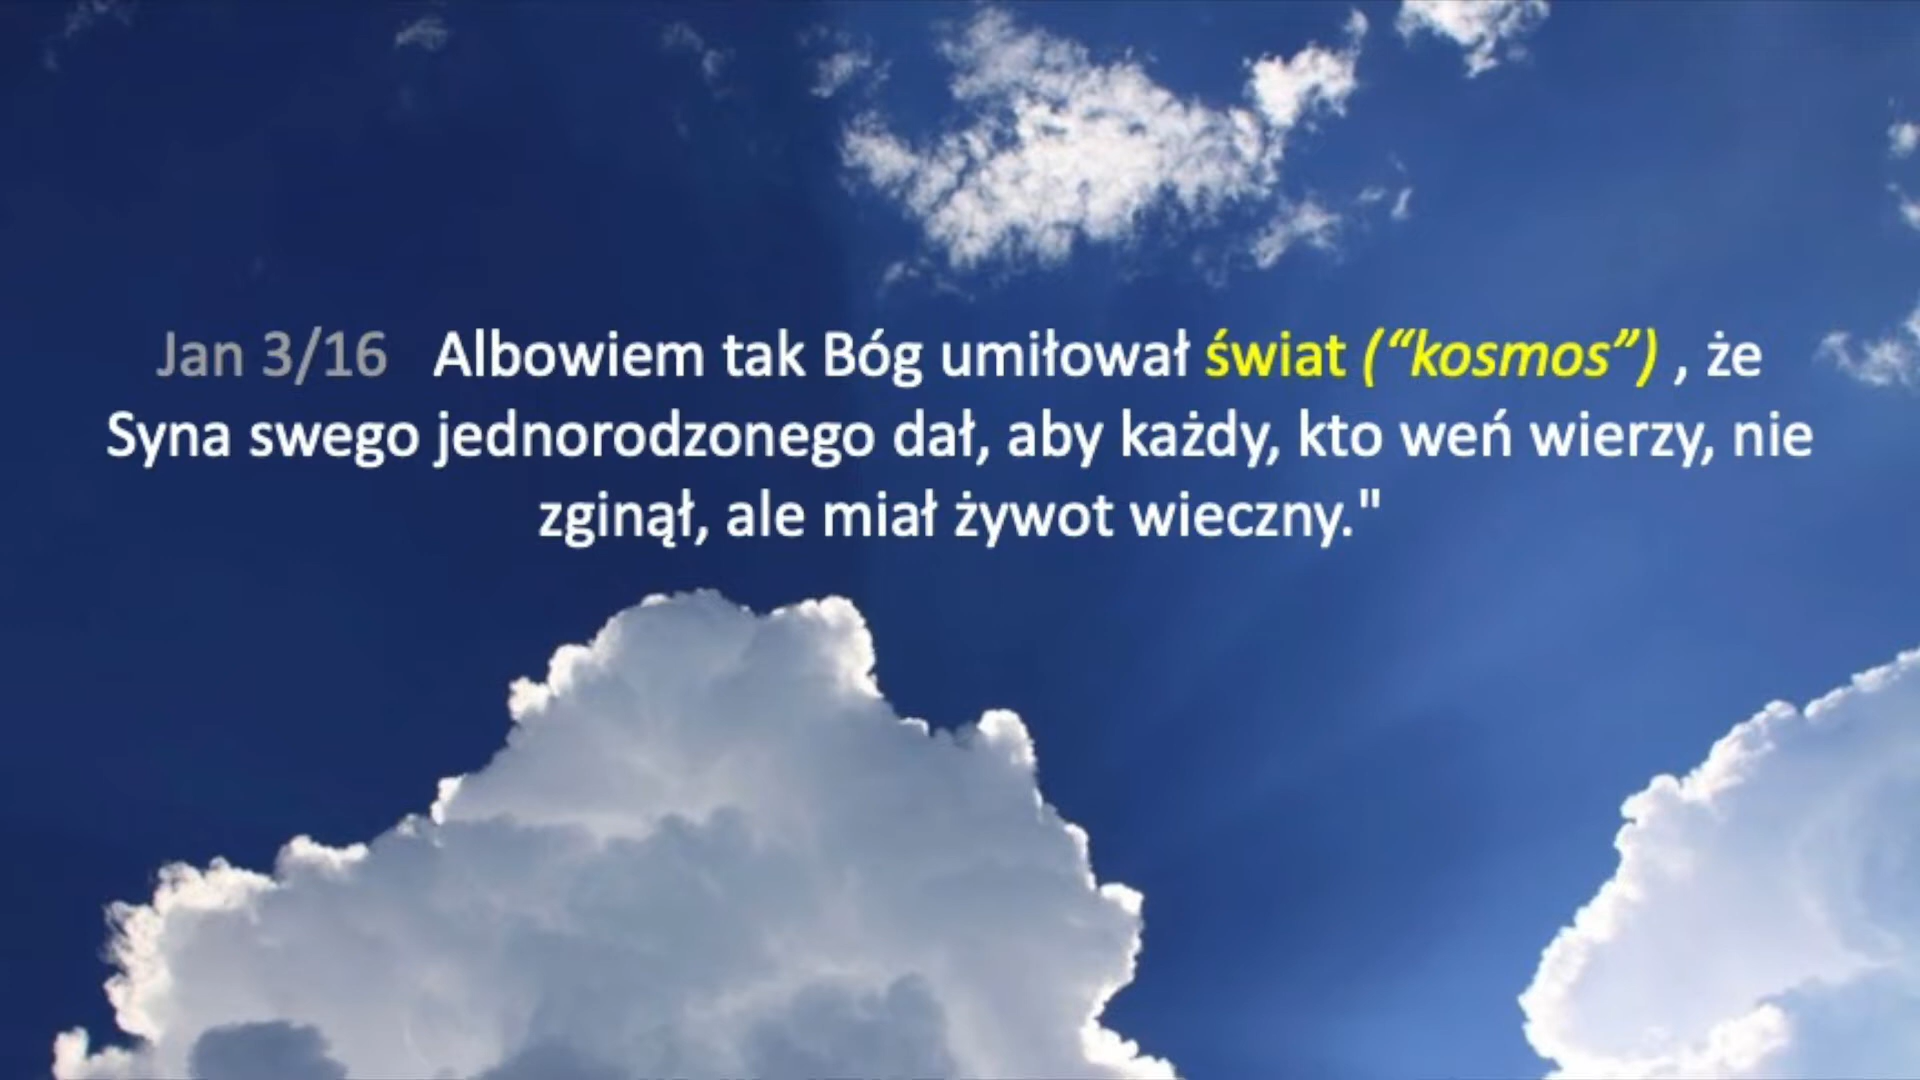 Jan 3/16 Albowiem tak Bóg umiłował świat (“kosmos”) , że
Syna swego jednorodzonego dał, aby każdy, kto weń wierzy, nie
zginął, ale miał żywot wieczny."